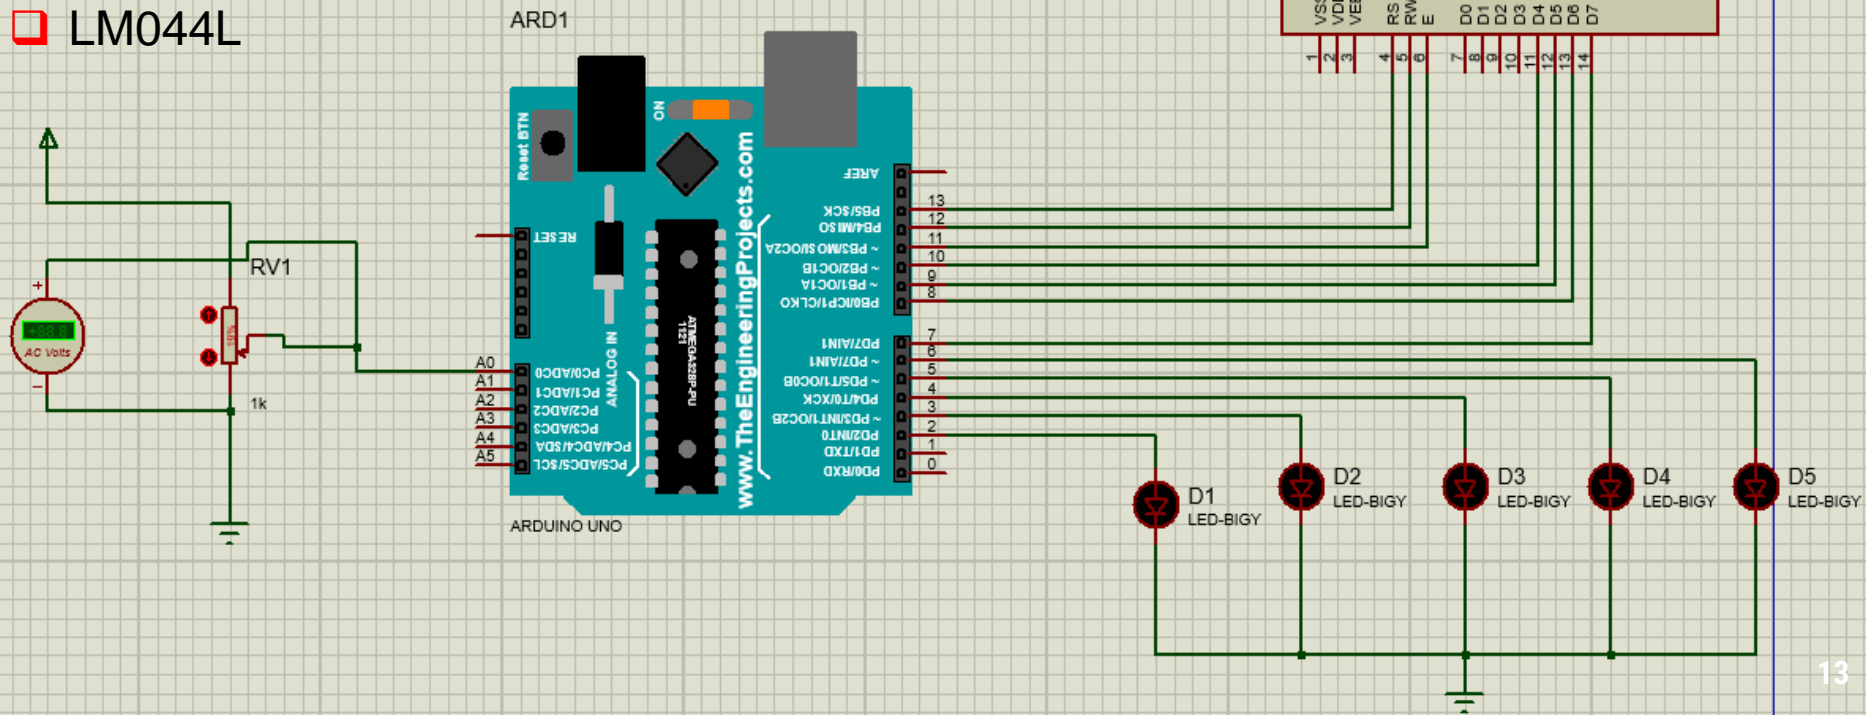 LM044L
ARD1
VSS
VDD
VEE
RS
RW
E
D0
D1
D2
D3
D4
D5
D6
D7
1
2
3
4
5
6
7
8
9
10
11
12
13
14
Reset BTN
ON
www.TheEngineeringProjects.com
AREF
RESET
13
PB5/SCK
12
PB4/MISO
11
~ PB3/MOSI/OC2A
10
~ PB2/OC1B
9
~ PB1/OC1A
8
PB0/ICP1/CLKO
7
PD7/AIN1
6
~ PD7/AIN1
5
~ PD5/T1/OC0B
4
PD4/T0/XCK
3
~ PD3/INT1/OC2B
2
PD2/INT0
1
PD1/TXD
0
PD0/RXD
RV1
+88.8
AC Volts
+
−
1k
ANALOG IN
ATMEGA328P-PU
1121
A0
PC0/ADC0
A1
PC1/ADC1
A2
PC2/ADC2
A3
PC3/ADC3
A4
PC4/ADC4/SDA
A5
PC5/ADC5/SCL
ARDUINO UNO
D1
LED-BIGY
D2
LED-BIGY
D3
LED-BIGY
D4
LED-BIGY
D5
LED-BIGY
13